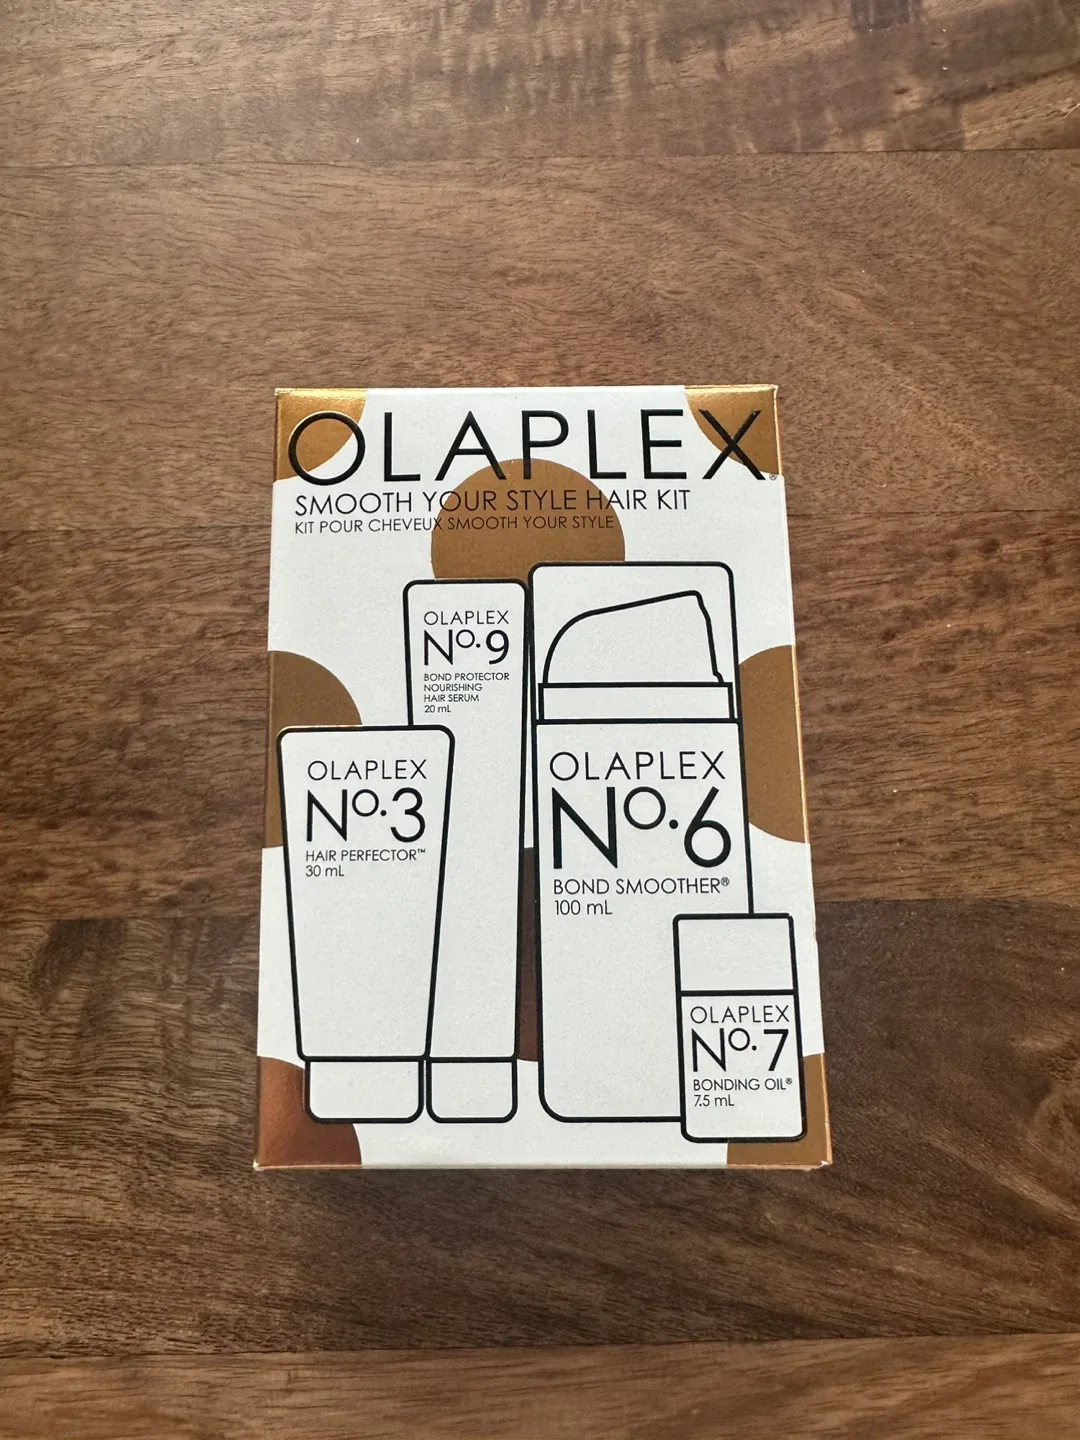 OLAPLEX®
SMOOTH YOUR STYLE HAIR KIT
KIT POUR CHEVEUX SMOOTH YOUR STYLE
OLAPLEX
No.9
BOND PROTECTOR
NOURISHING
HAIR SERUM
20 mL
OLAPLEX
No.3
HAIR PERFECTOR™
30 mL
OLAPLEX
No.6
BOND SMOOTHER®
100 mL
OLAPLEX
No.7
BONDING OIL®
7.5 mL